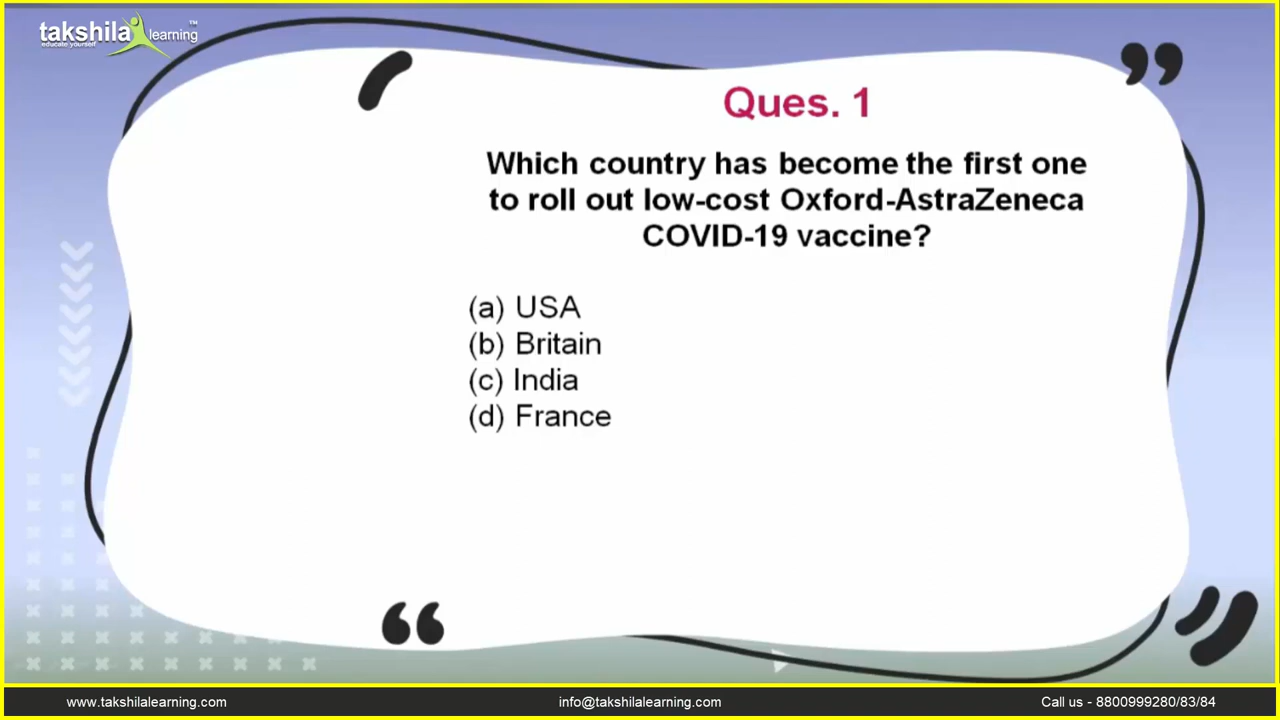 takshila learning™
educate yourself
Ques. 1
Which country has become the first one
to roll out low-cost Oxford-AstraZeneca
COVID-19 vaccine?
(a) USA
(b) Britain
(c) India
(d) France
www.takshilalearning.com
info@takshilalearning.com
Call us - 8800999280/83/84